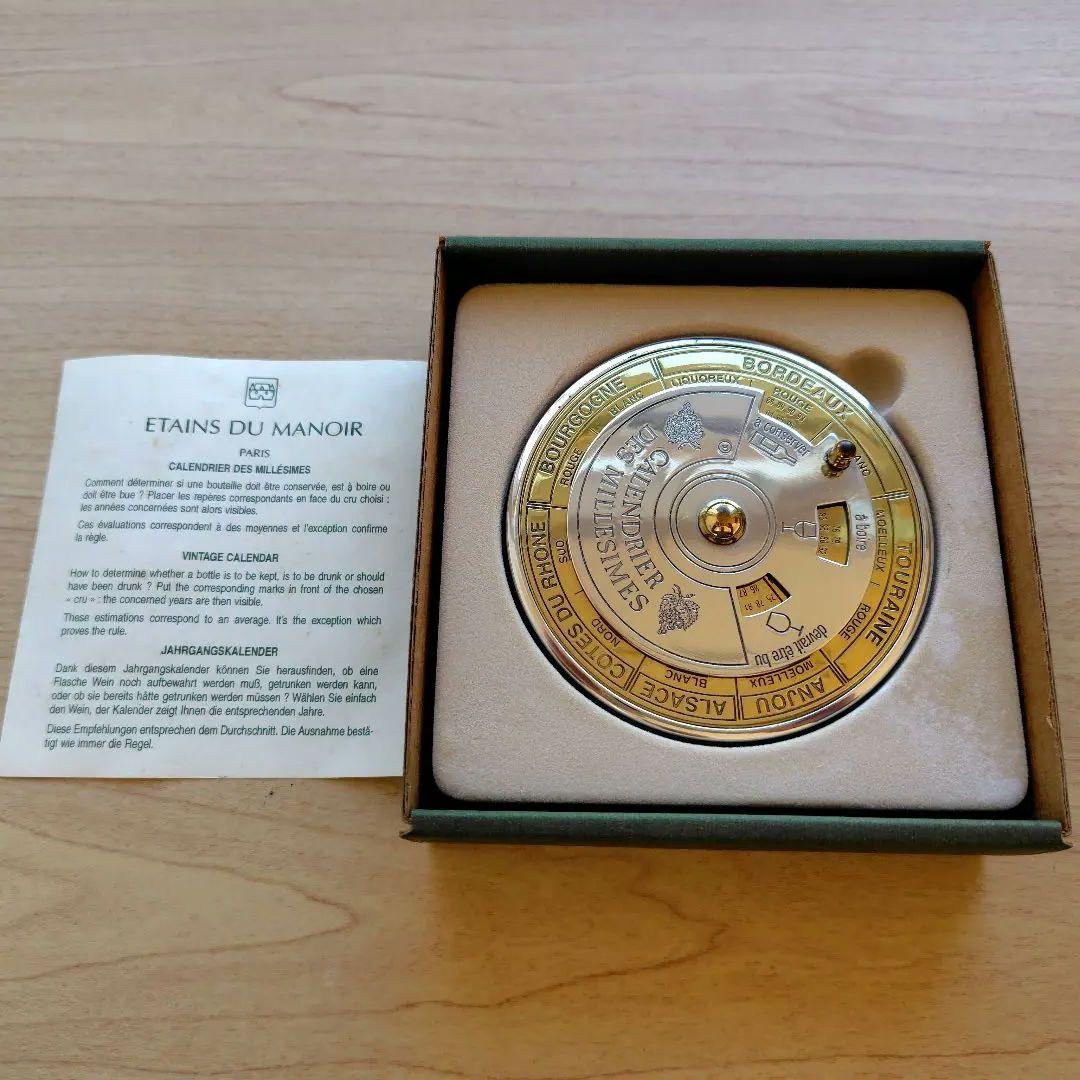 ETAINS DU MANOIR
PARIS
CALENDRIER DES MILLÉSIMES
Comment déterminer si une bouteille doit être conservée, est à boire ou
doit être bue ? Placer les repères correspondants en face du cru choisi :
les années concernées sont alors visibles.
Ces évaluations correspondent à des moyennes et l'exception confirme
la règle.
VINTAGE CALENDAR
How to determine whether a bottle is to be kept, is to be drunk or should
have been drunk ? Put the corresponding marks in front of the chosen
« cru » : the concerned years are then visible.
These estimations correspond to an average. It's the exception which
proves the rule.
JAHRGANGSKALENDER
Dank diesem Jahrgangskalender können Sie herausfinden, ob eine
Flasche Wein noch aufbewahrt werden muß, getrunken werden kann,
oder ob sie bereits hätte getrunken werden müssen ? Wählen Sie einfach
den Wein, der Kalender zeigt Ihnen die entsprechenden Jahre.
Diese Empfehlungen entsprechen dem Durchschnitt. Die Ausnahme bestä-
tigt wie immer die Regel.
BORDEAUX
LIQUOREUX
ROUGE
TOURAINE
MOELLEUX
ROUGE
ANJOU
MOELLEUX
ALSACE
BLANC
COTES DU RHONE
NORD
SUD
BOURGOGNE
ROUGE
BLANC
CALENDRIER
DES MILLESIMES
à conserver
à boire
devrait être bu
75 78 81